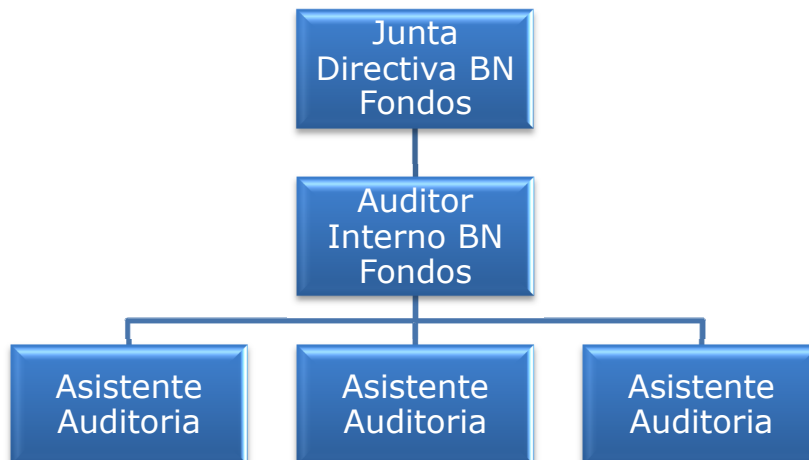 Junta
Directiva BN
Fondos
Auditor
Interno BN
Fondos
Asistente
Auditoria
Asistente
Auditoria
Asistente
Auditoria